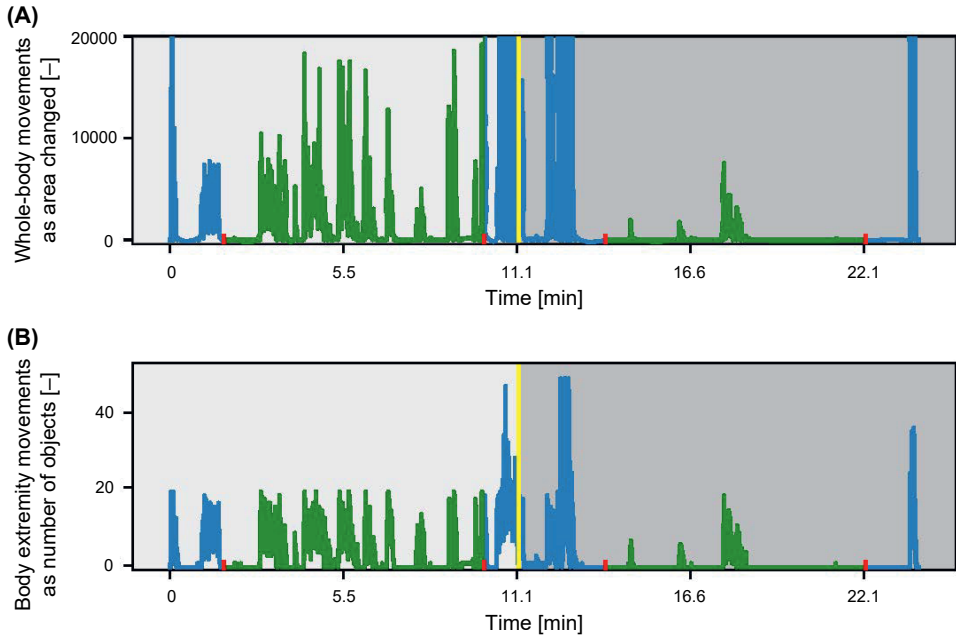 (A)
Whole-body movements
as area changed [–]
20000
10000
0
0 5.5 11.1 16.6 22.1
Time [min]
(B)
Body extremity movements
as number of objects [–]
40
20
0
0 5.5 11.1 16.6 22.1
Time [min]